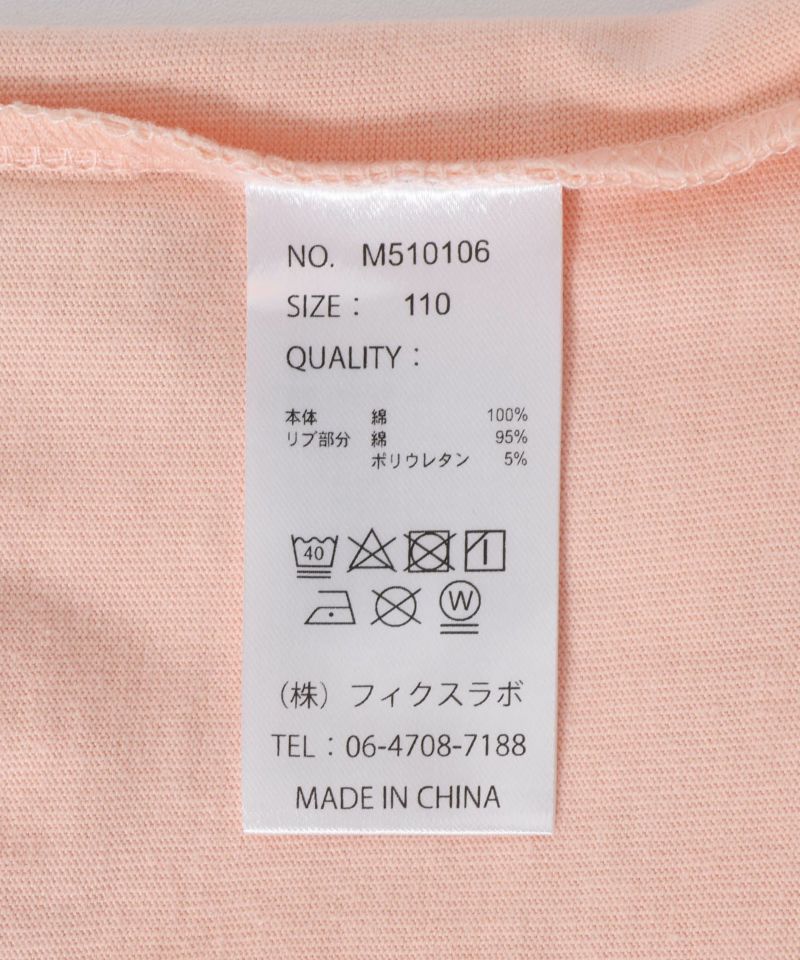 NO. M510106
SIZE： 110
QUALITY：
本体 綿 100%
リブ部分 綿 95%
ポリウレタン 5%
40
W
（株）フィクスラボ
TEL：06-4708-7188
MADE IN CHINA